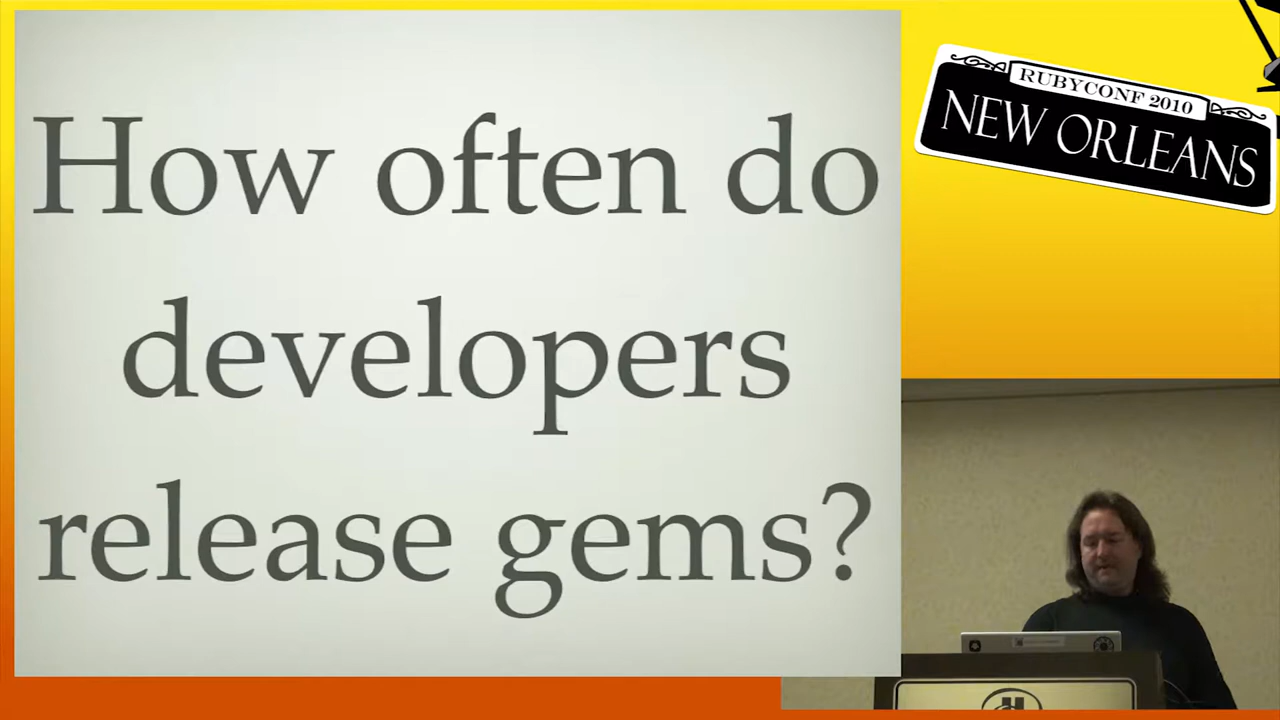 How often do
developers
release gems?
RUBYCONF 2010
NEW ORLEANS
H